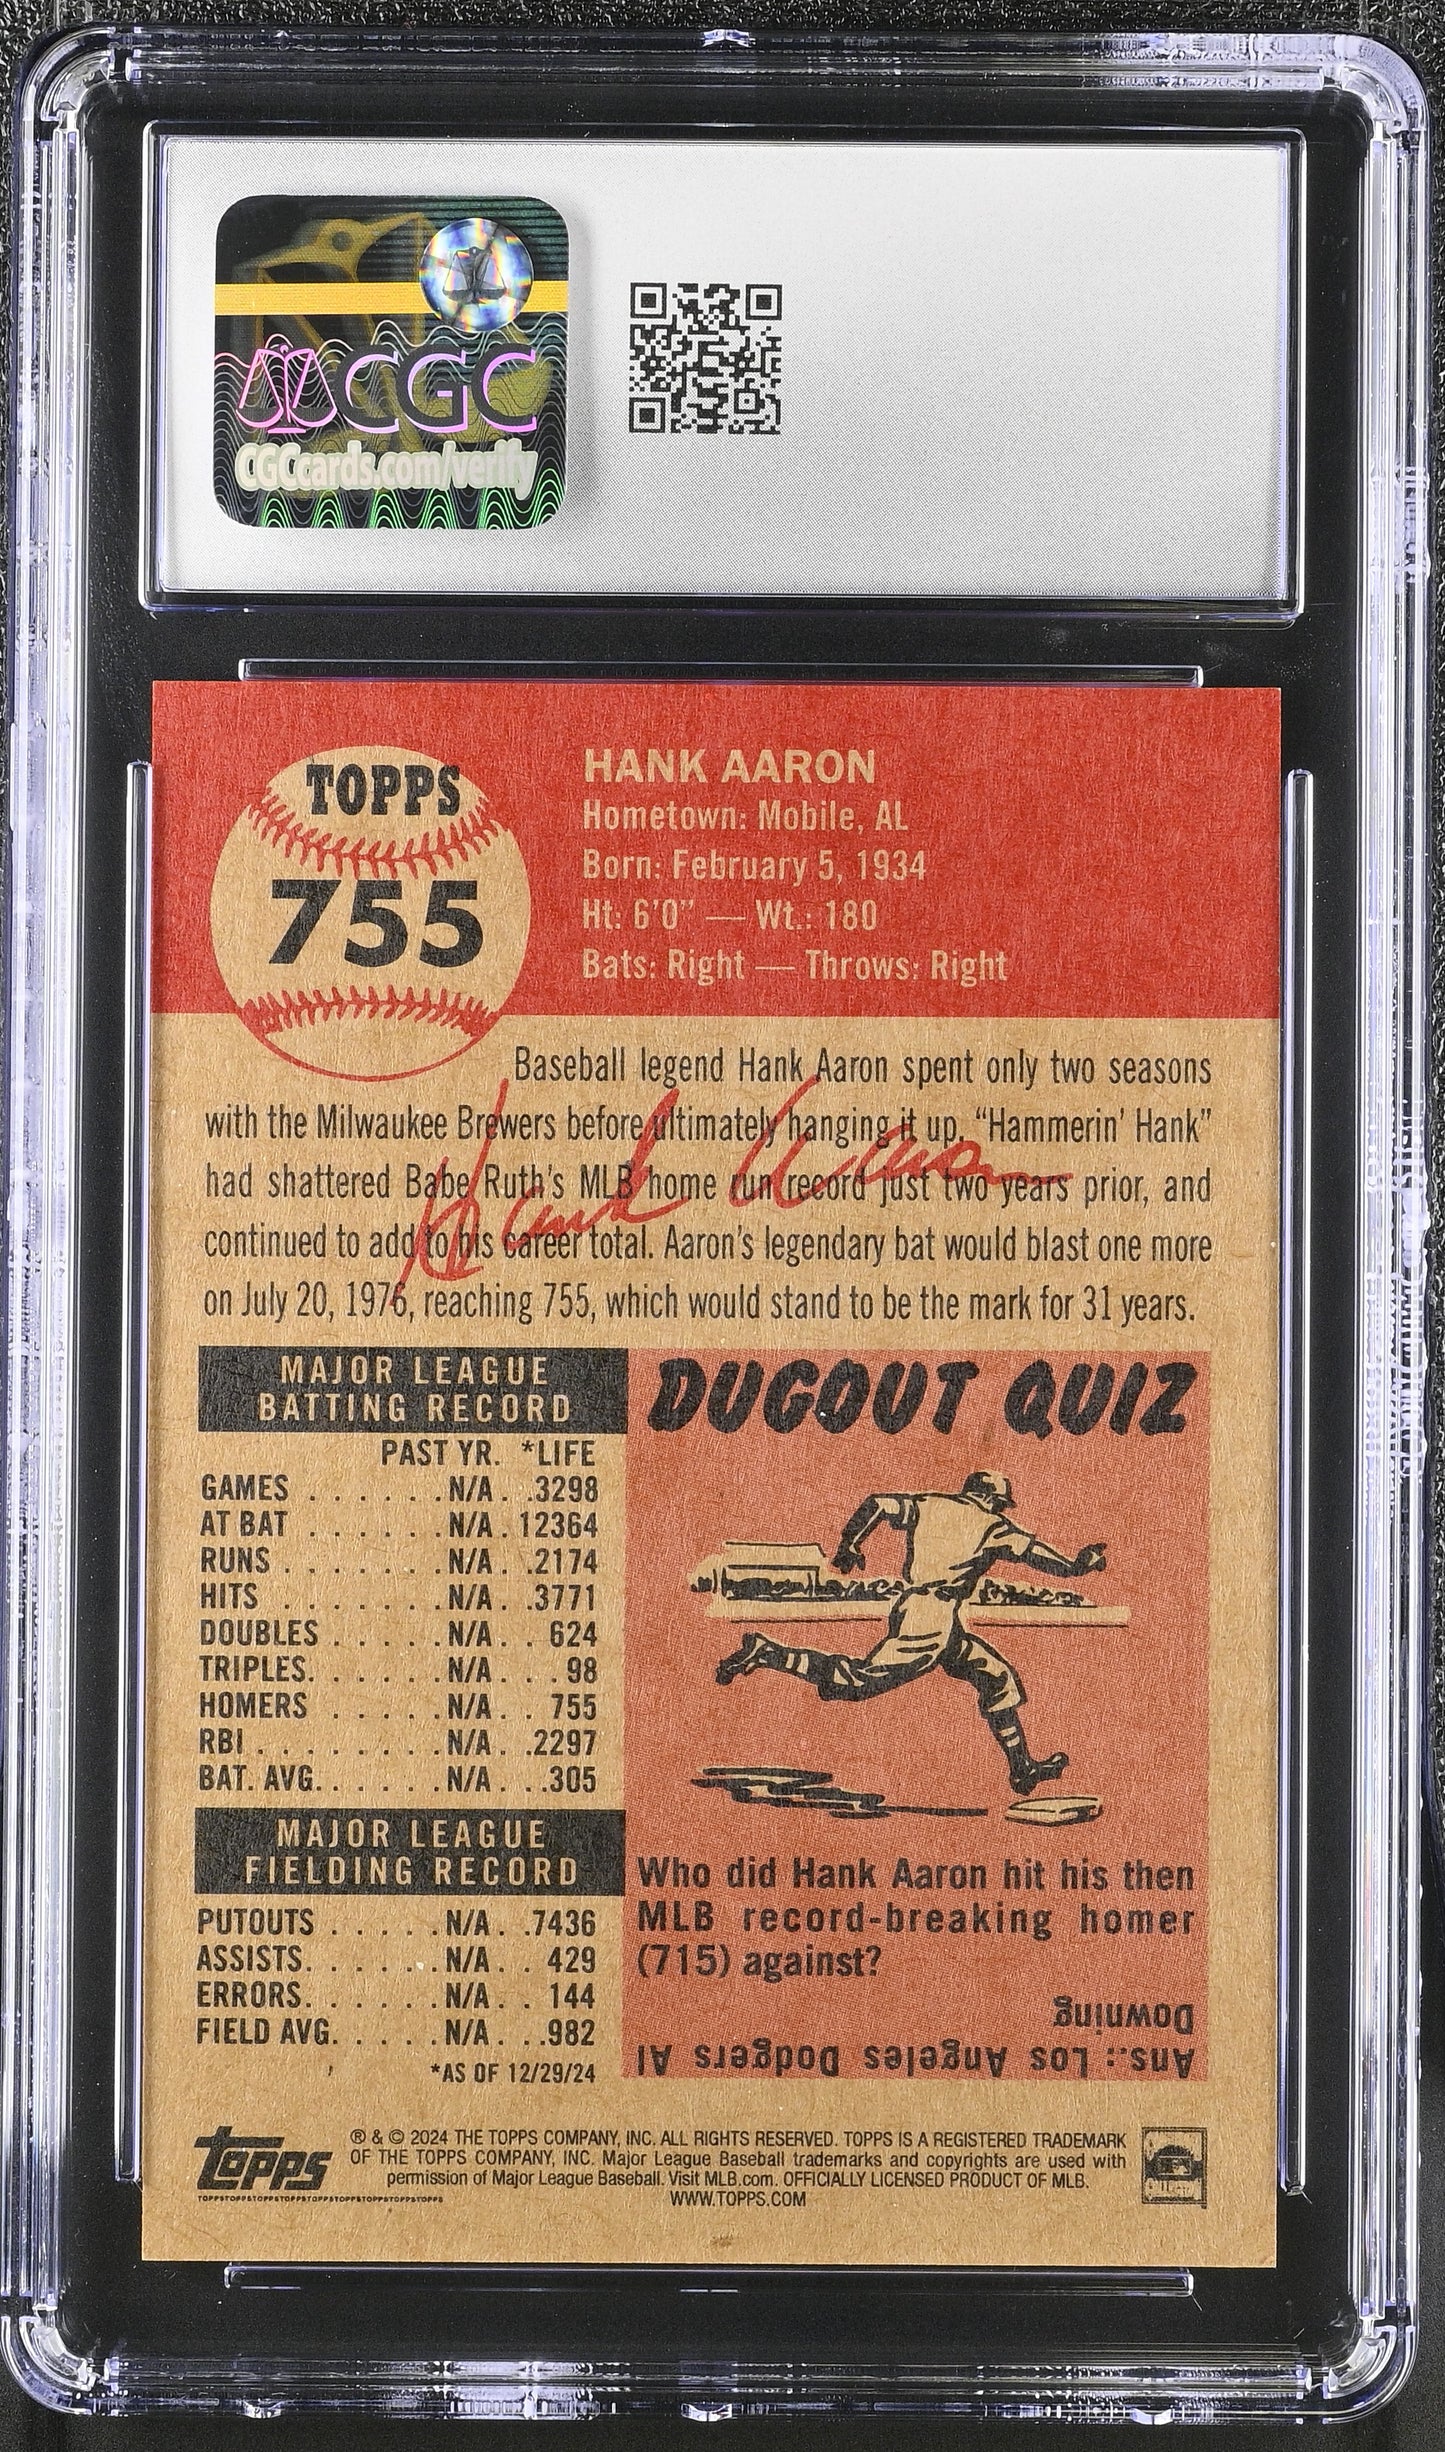 CGC
CGCcards.com/verify
TOPPS
755
HANK AARON
Hometown: Mobile, AL
Born: February 5, 1934
Ht: 6'0" — Wt.: 180
Bats: Right — Throws: Right
Baseball legend Hank Aaron spent only two seasons
with the Milwaukee Brewers before ultimately hanging it up. “Hammerin’ Hank”
had shattered Babe Ruth’s MLB home run record just two years prior, and
continued to add to his career total. Aaron’s legendary bat would blast one more
on July 20, 1976, reaching 755, which would stand to be the mark for 31 years.
Hank Aaron
MAJOR LEAGUE
BATTING RECORD
PAST YR. *LIFE
GAMES . . . . . . N/A . .3298
AT BAT . . . . . . N/A . 12364
RUNS . . . . . . . N/A . .2174
HITS . . . . . . . N/A . .3771
DOUBLES . . . . . N/A . . 624
TRIPLES. . . . . . N/A . . . 98
HOMERS . . . . . N/A . . 755
RBI . . . . . . . . N/A . .2297
BAT. AVG. . . . . . N/A . . .305
MAJOR LEAGUE
FIELDING RECORD
PUTOUTS . . . . . N/A . .7436
ASSISTS. . . . . . N/A . . 429
ERRORS. . . . . . N/A . . 144
FIELD AVG. . . . . N/A . . .982
*AS OF 12/29/24
DUGOUT QUIZ
Who did Hank Aaron hit his then
MLB record-breaking homer
(715) against?
Ans.: Los Angeles Dodgers Al
Downing
topps
TOPPSTOPPSTOPPSTOPPSTOPPSTOPPSTOPPSTOPPS
® & © 2024 THE TOPPS COMPANY, INC. ALL RIGHTS RESERVED. TOPPS IS A REGISTERED TRADEMARK
OF THE TOPPS COMPANY, INC. Major League Baseball trademarks and copyrights are used with
permission of Major League Baseball. Visit MLB.com. OFFICIALLY LICENSED PRODUCT OF MLB.
WWW.TOPPS.COM